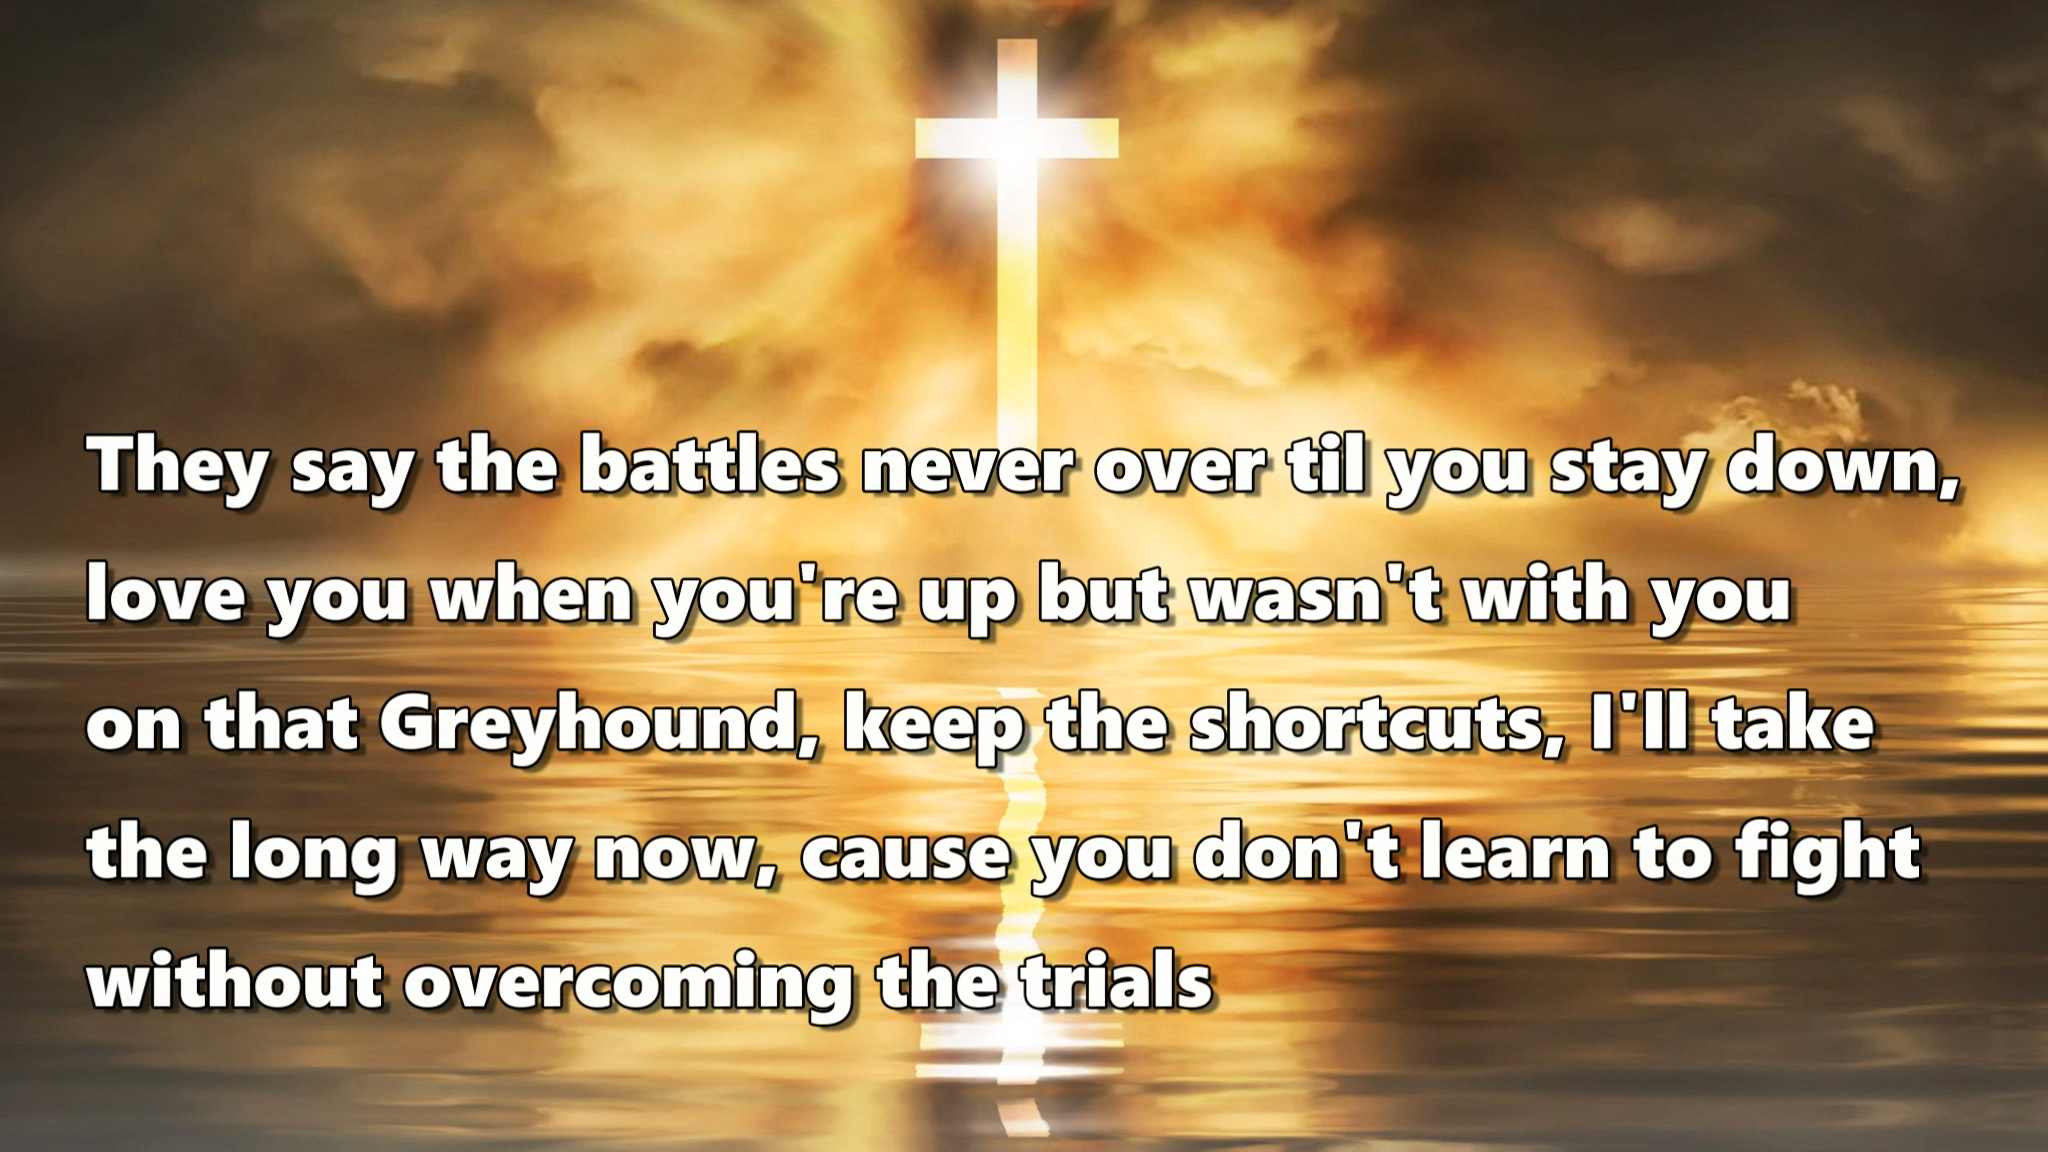 They say the battles never over til you stay down,
love you when you're up but wasn't with you
on that Greyhound, keep the shortcuts, I'll take
the long way now, cause you don't learn to fight
without overcoming the trials